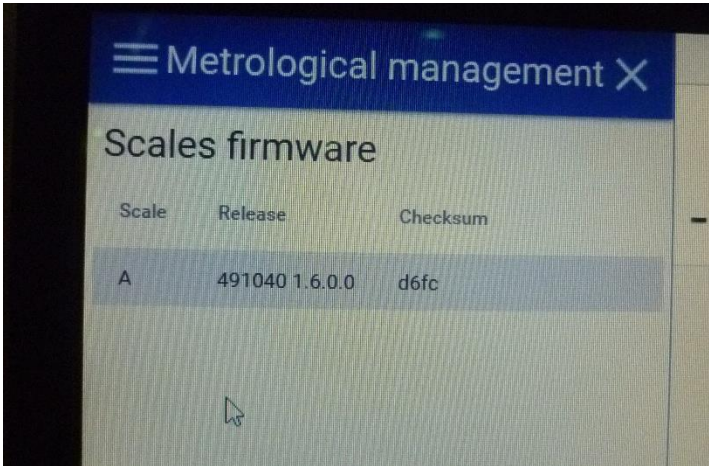 Metrological management
Scales firmware
Scale Release Checksum
A 491040 1.6.0.0 d6fc